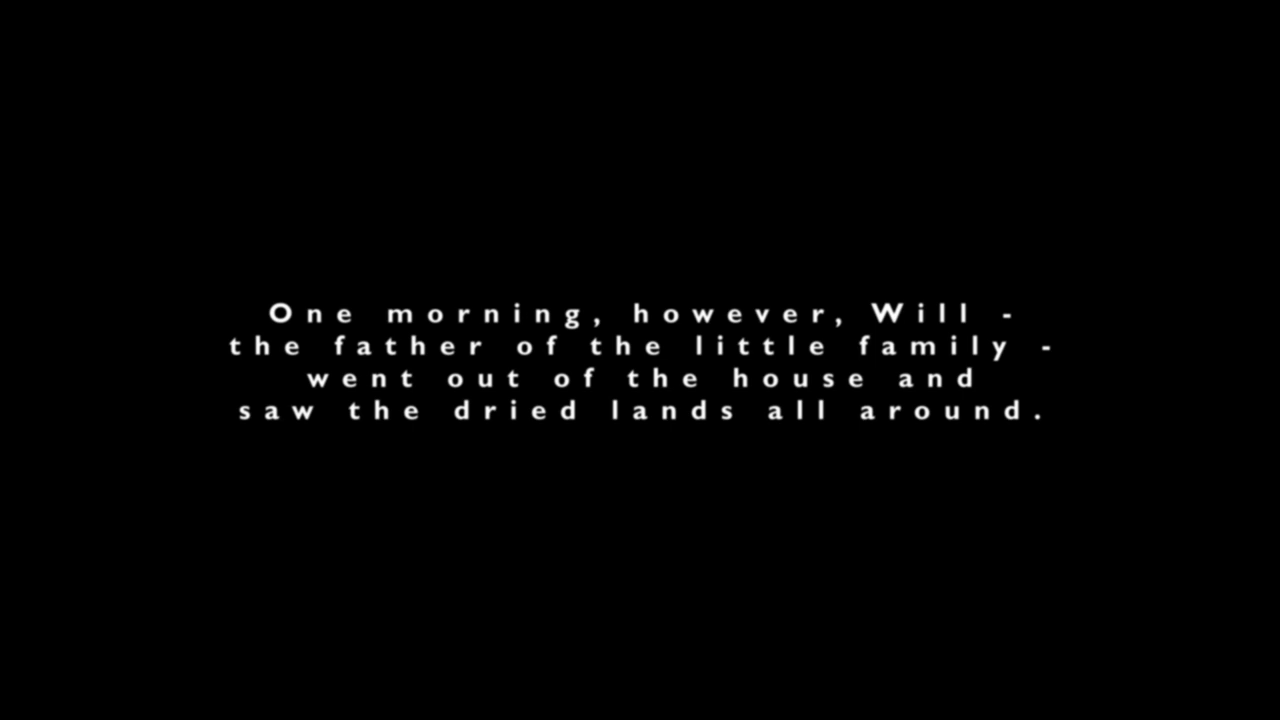 One morning, however, Will -
the father of the little family -
went out of the house and
saw the dried lands all around.